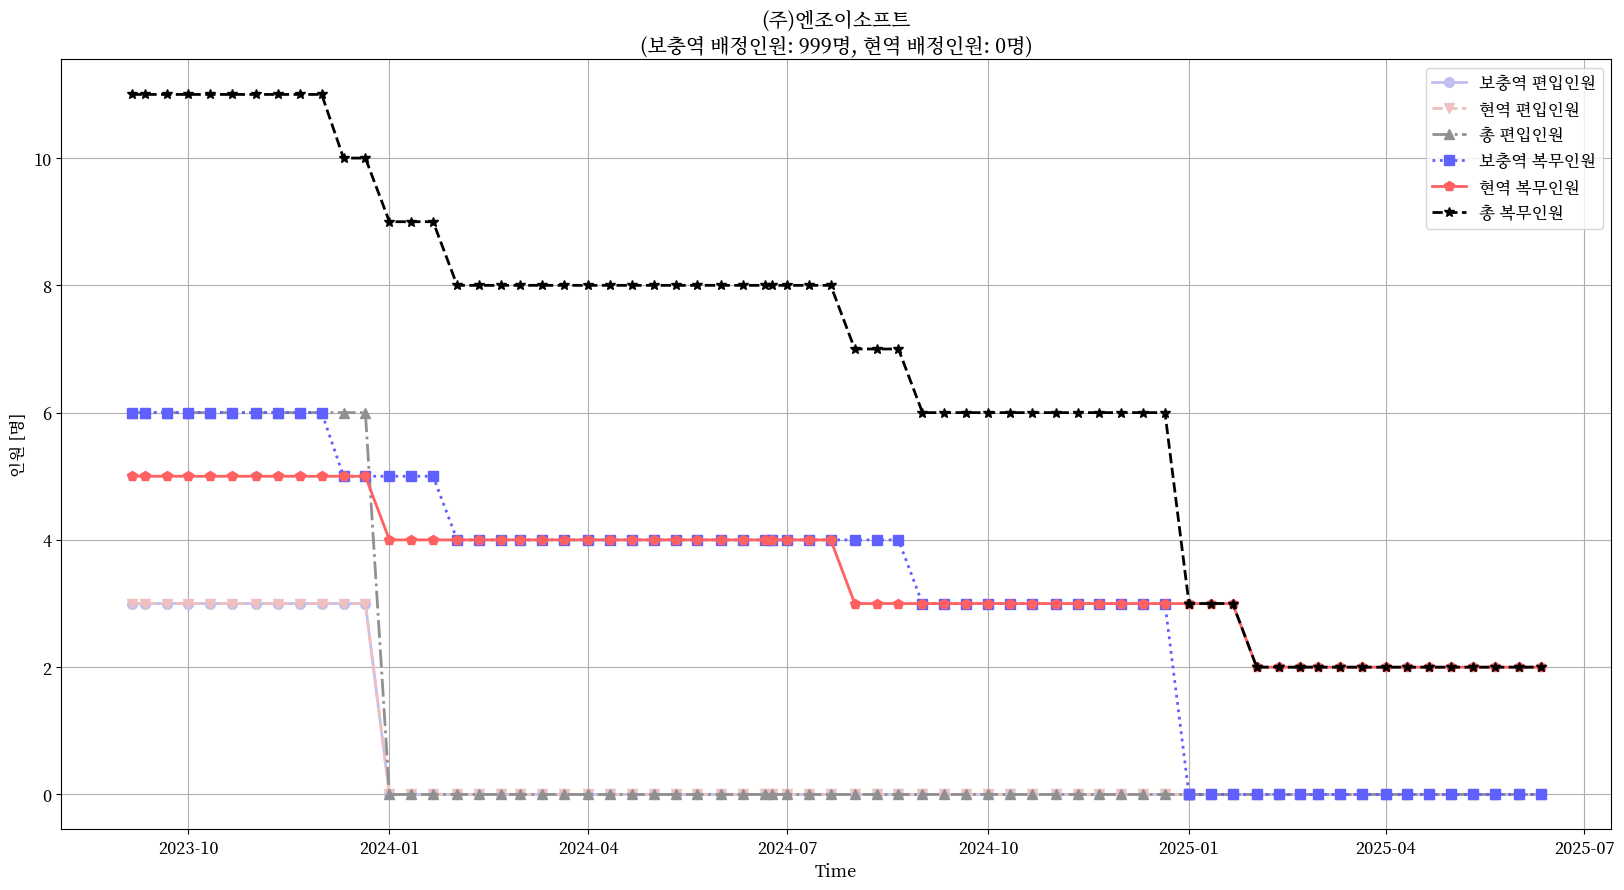 (주)엔조이소프트
(보충역 배정인원: 999명, 현역 배정인원: 0명)
보충역 편입인원
현역 편입인원
총 편입인원
보충역 복무인원
현역 복무인원
총 복무인원
인원 [명]
10
8
6
4
2
0
2023-10 2024-01 2024-04 2024-07 2024-10 2025-01 2025-04 2025-07
Time